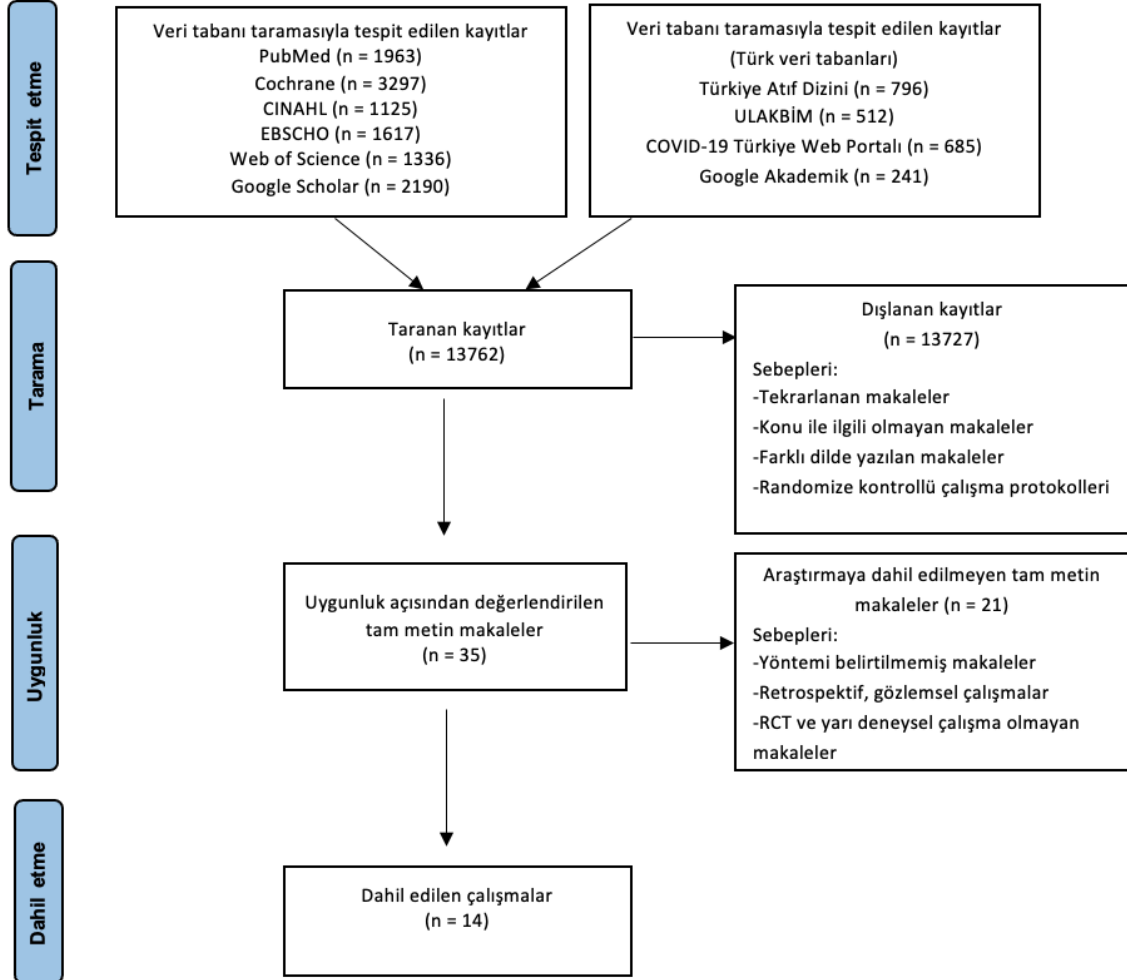 Tespit etme
Veri tabanı taramasıyla tespit edilen kayıtlar
PubMed (n = 1963)
Cochrane (n = 3297)
CINAHL (n = 1125)
EBSCHO (n = 1617)
Web of Science (n = 1336)
Google Scholar (n = 2190)
Veri tabanı taramasıyla tespit edilen kayıtlar
(Türk veri tabanları)
Türkiye Atıf Dizini (n = 796)
ULAKBİM (n = 512)
COVID-19 Türkiye Web Portalı (n = 685)
Google Akademik (n = 241)
Tarama
Taranan kayıtlar
(n = 13762)
Dışlanan kayıtlar
(n = 13727)
Sebepleri:
-Tekrarlanan makaleler
-Konu ile ilgili olmayan makaleler
-Farklı dilde yazılan makaleler
-Randomize kontrollü çalışma protokolleri
Uygunluk
Uygunluk açısından değerlendirilen
tam metin makaleler
(n = 35)
Araştırmaya dahil edilmeyen tam metin
makaleler (n = 21)
Sebepleri:
-Yöntemi belirtilmemiş makaleler
-Retrospektif, gözlemsel çalışmalar
-RCT ve yarı deneysel çalışma olmayan
makaleler
Dahil etme
Dahil edilen çalışmalar
(n = 14)